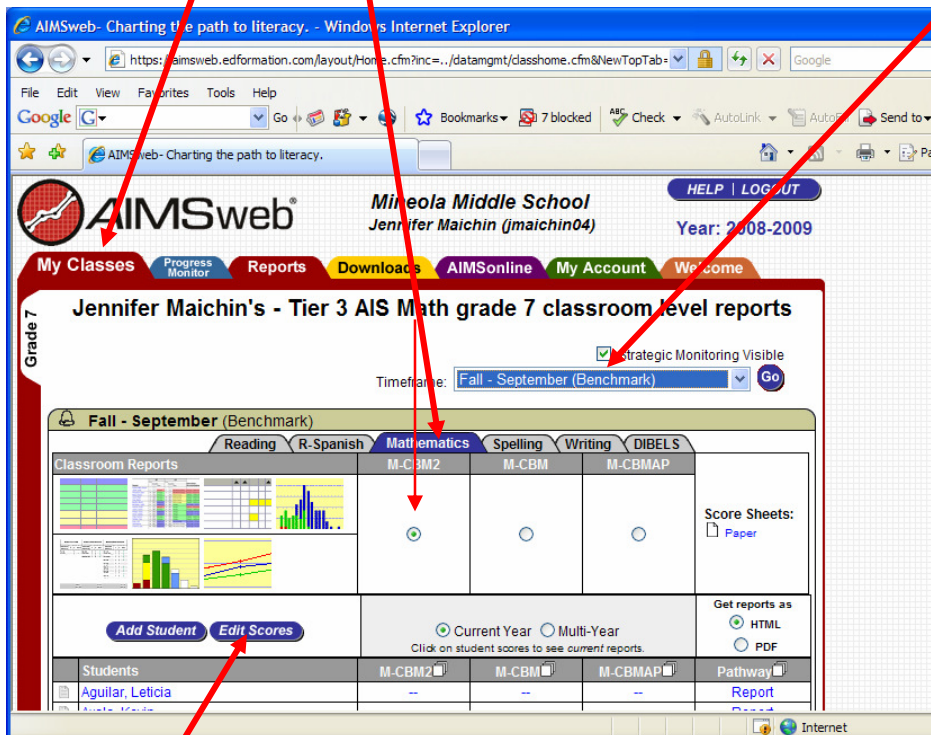 AIMSweb- Charting the path to literacy. - Windows Internet Explorer
https://aimsweb.edformation.com/layout/Home.cfm?inc=../datamgmt/classhome.cfm&NewTopTab=
Google
File Edit View Favorites Tools Help
Google G Go Bookmarks 7 blocked ABC Check AutoLink Send to
AIMSweb- Charting the path to literacy.
AIMSweb®
Mineola Middle School
Jennifer Maichin (jmaichin04)
HELP | LOGOUT
Year: 2008-2009
My Classes Progress Monitor Reports Downloads AIMSonline My Account Welcome
Grade 7
Jennifer Maichin's - Tier 3 AIS Math grade 7 classroom level reports
Strategic Monitoring Visible
Timeframe: Fall - September (Benchmark) Go
Fall - September (Benchmark)
Reading R-Spanish Mathematics Spelling Writing DIBELS
Classroom Reports M-CBM2 M-CBM M-CBMAP
Score Sheets:
Paper
Add Student Edit Scores
Current Year Multi-Year
Click on student scores to see current reports.
Get reports as
HTML
PDF
Students M-CBM2 M-CBM M-CBMAP Pathway
Aguilar, Leticia -- -- -- Report
Internet